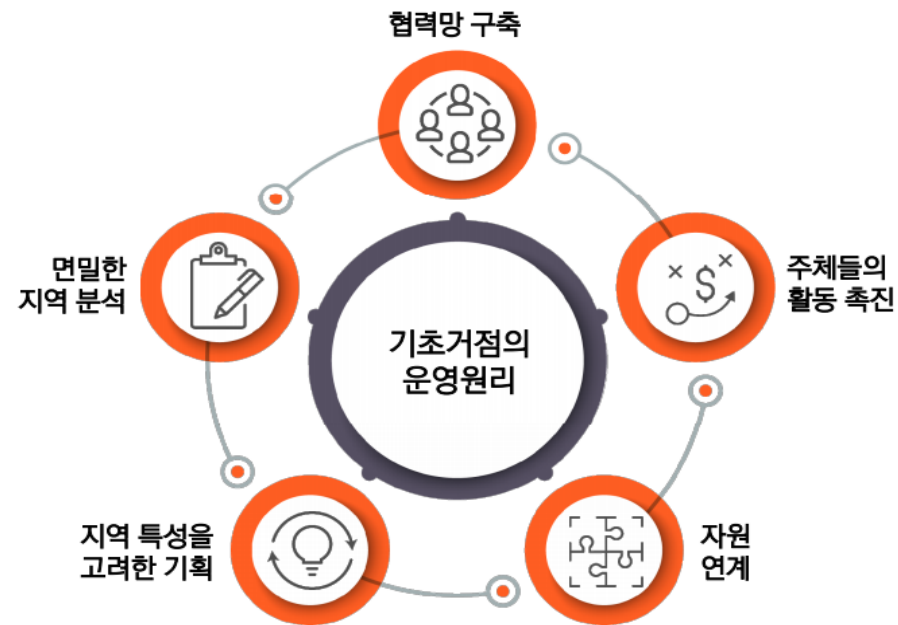 협력망 구축
면밀한
지역 분석
주체들의
활동 촉진
기초거점의
운영원리
지역 특성을
고려한 기획
자원
연계